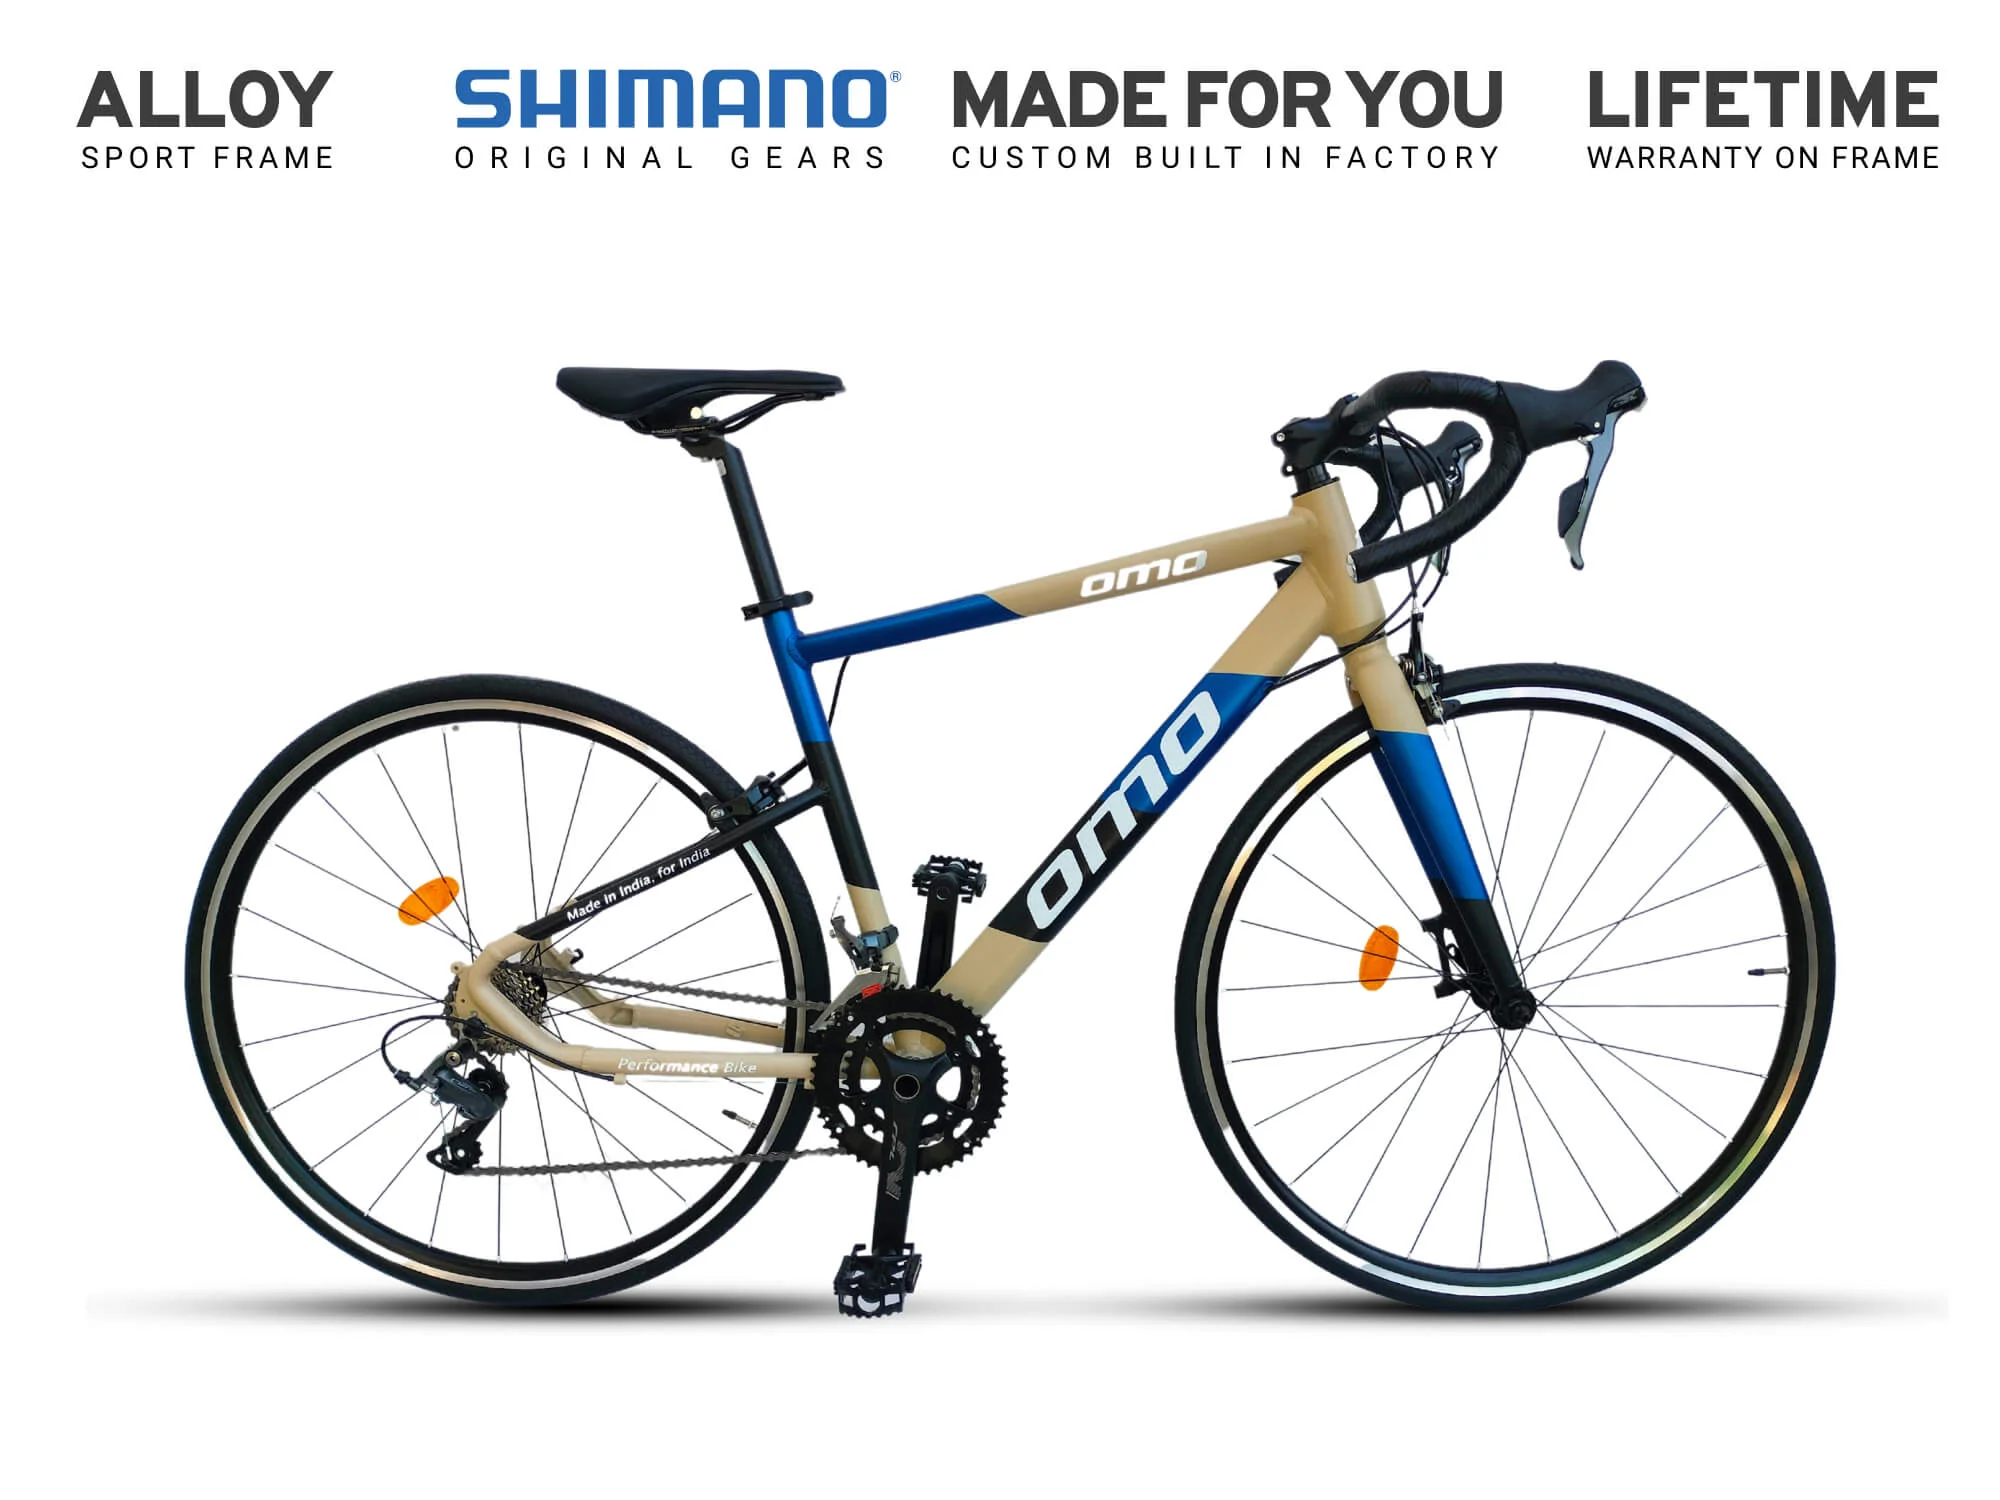 ALLOY
SPORT FRAME
SHIMANO®
ORIGINAL GEARS
MADE FOR YOU
CUSTOM BUILT IN FACTORY
LIFETIME
WARRANTY ON FRAME
omo
omo
Made in India, for India
Performance Bike